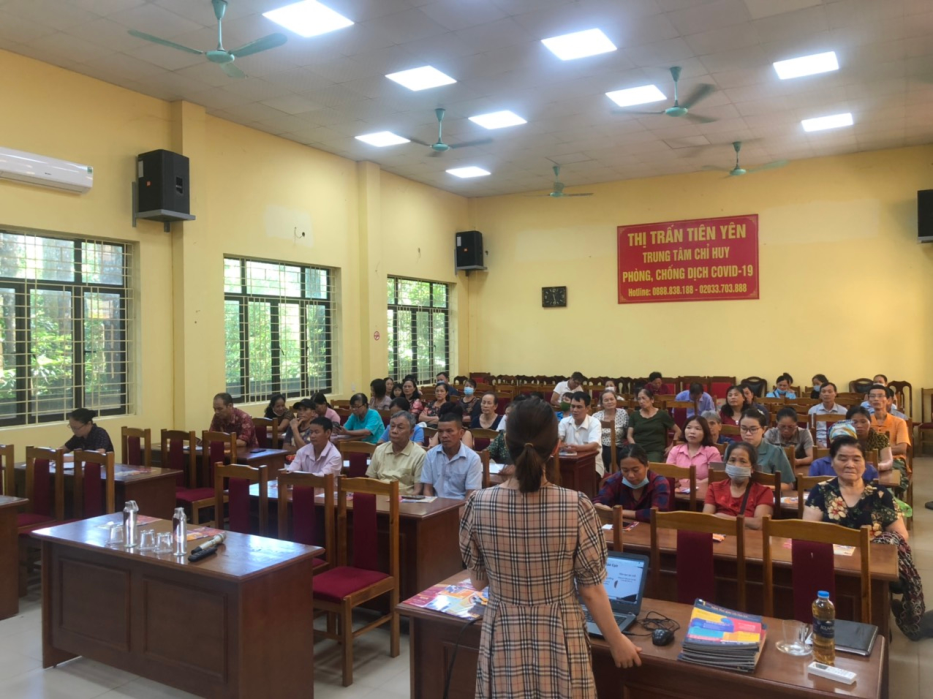 THỊ TRẤN TIÊN YÊN
TRUNG TÂM CHỈ HUY
PHÒNG, CHỐNG DỊCH COVID-19
Hotline: 0888.838.188 - 02033.703.888